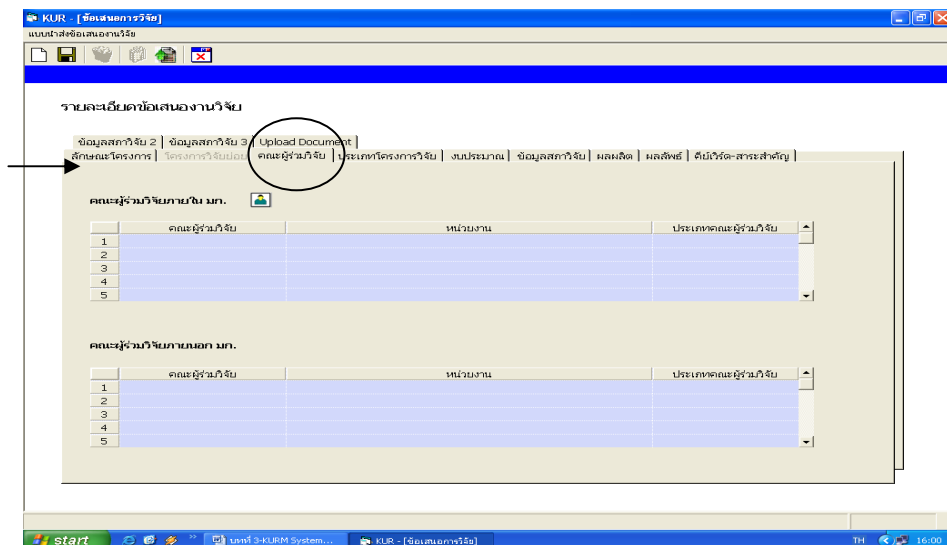 KUR - [ข้อเสนอการวิจัย]
แบบนำส่งข้อเสนองานวิจัย
รายละเอียดข้อเสนองานวิจัย
ข้อมูลสภาวิจัย 2 ข้อมูลสภาวิจัย 3 Upload Document
ลักษณะโครงการ โครงการวิจัยย่อย คณะผู้ร่วมวิจัย ประเภทโครงการวิจัย งบประมาณ ข้อมูลสภาวิจัย ผลผลิต ผลลัพธ์ คีย์เวิร์ด-สาระสำคัญ
คณะผู้ร่วมวิจัยภายใน มก.
คณะผู้ร่วมวิจัย หน่วยงาน ประเภทคณะผู้ร่วมวิจัย
1
2
3
4
5
คณะผู้ร่วมวิจัยภายนอก มก.
คณะผู้ร่วมวิจัย หน่วยงาน ประเภทคณะผู้ร่วมวิจัย
1
2
3
4
5
start บทที่ 3-KURM System... KUR - [ข้อเสนอการวิจัย] TH 16:00